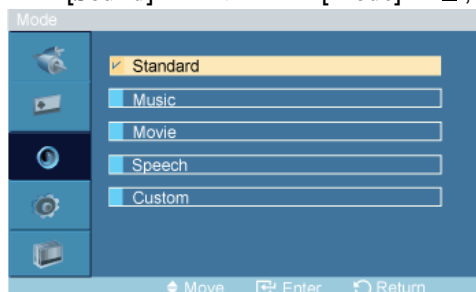 Mode
Standard
Music
Movie
Speech
Custom
Move Enter Return